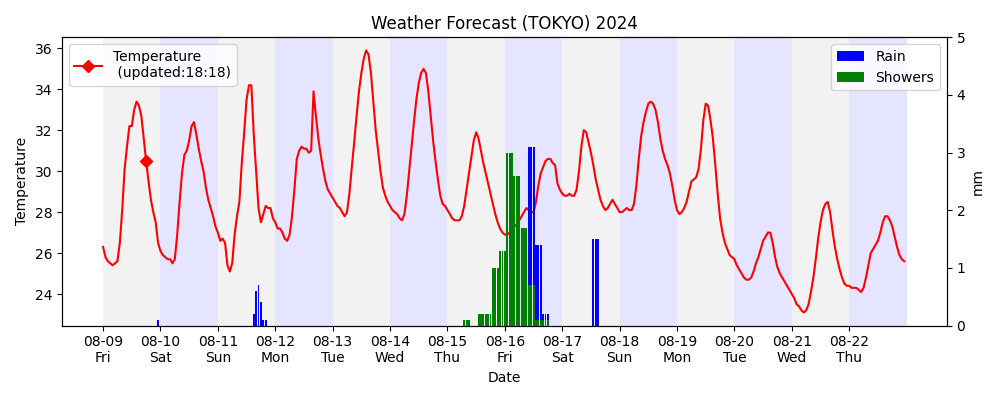 Weather Forecast (TOKYO) 2024
Temperature
(updated:18:18)
Rain
Showers
36
34
32
30
28
26
24
Temperature
5
4
3
2
1
0
mm
08-09 08-10 08-11 08-12 08-13 08-14 08-15 08-16 08-17 08-18 08-19 08-20 08-21 08-22
Fri Sat Sun Mon Tue Wed Thu Fri Sat Sun Mon Tue Wed Thu
Date